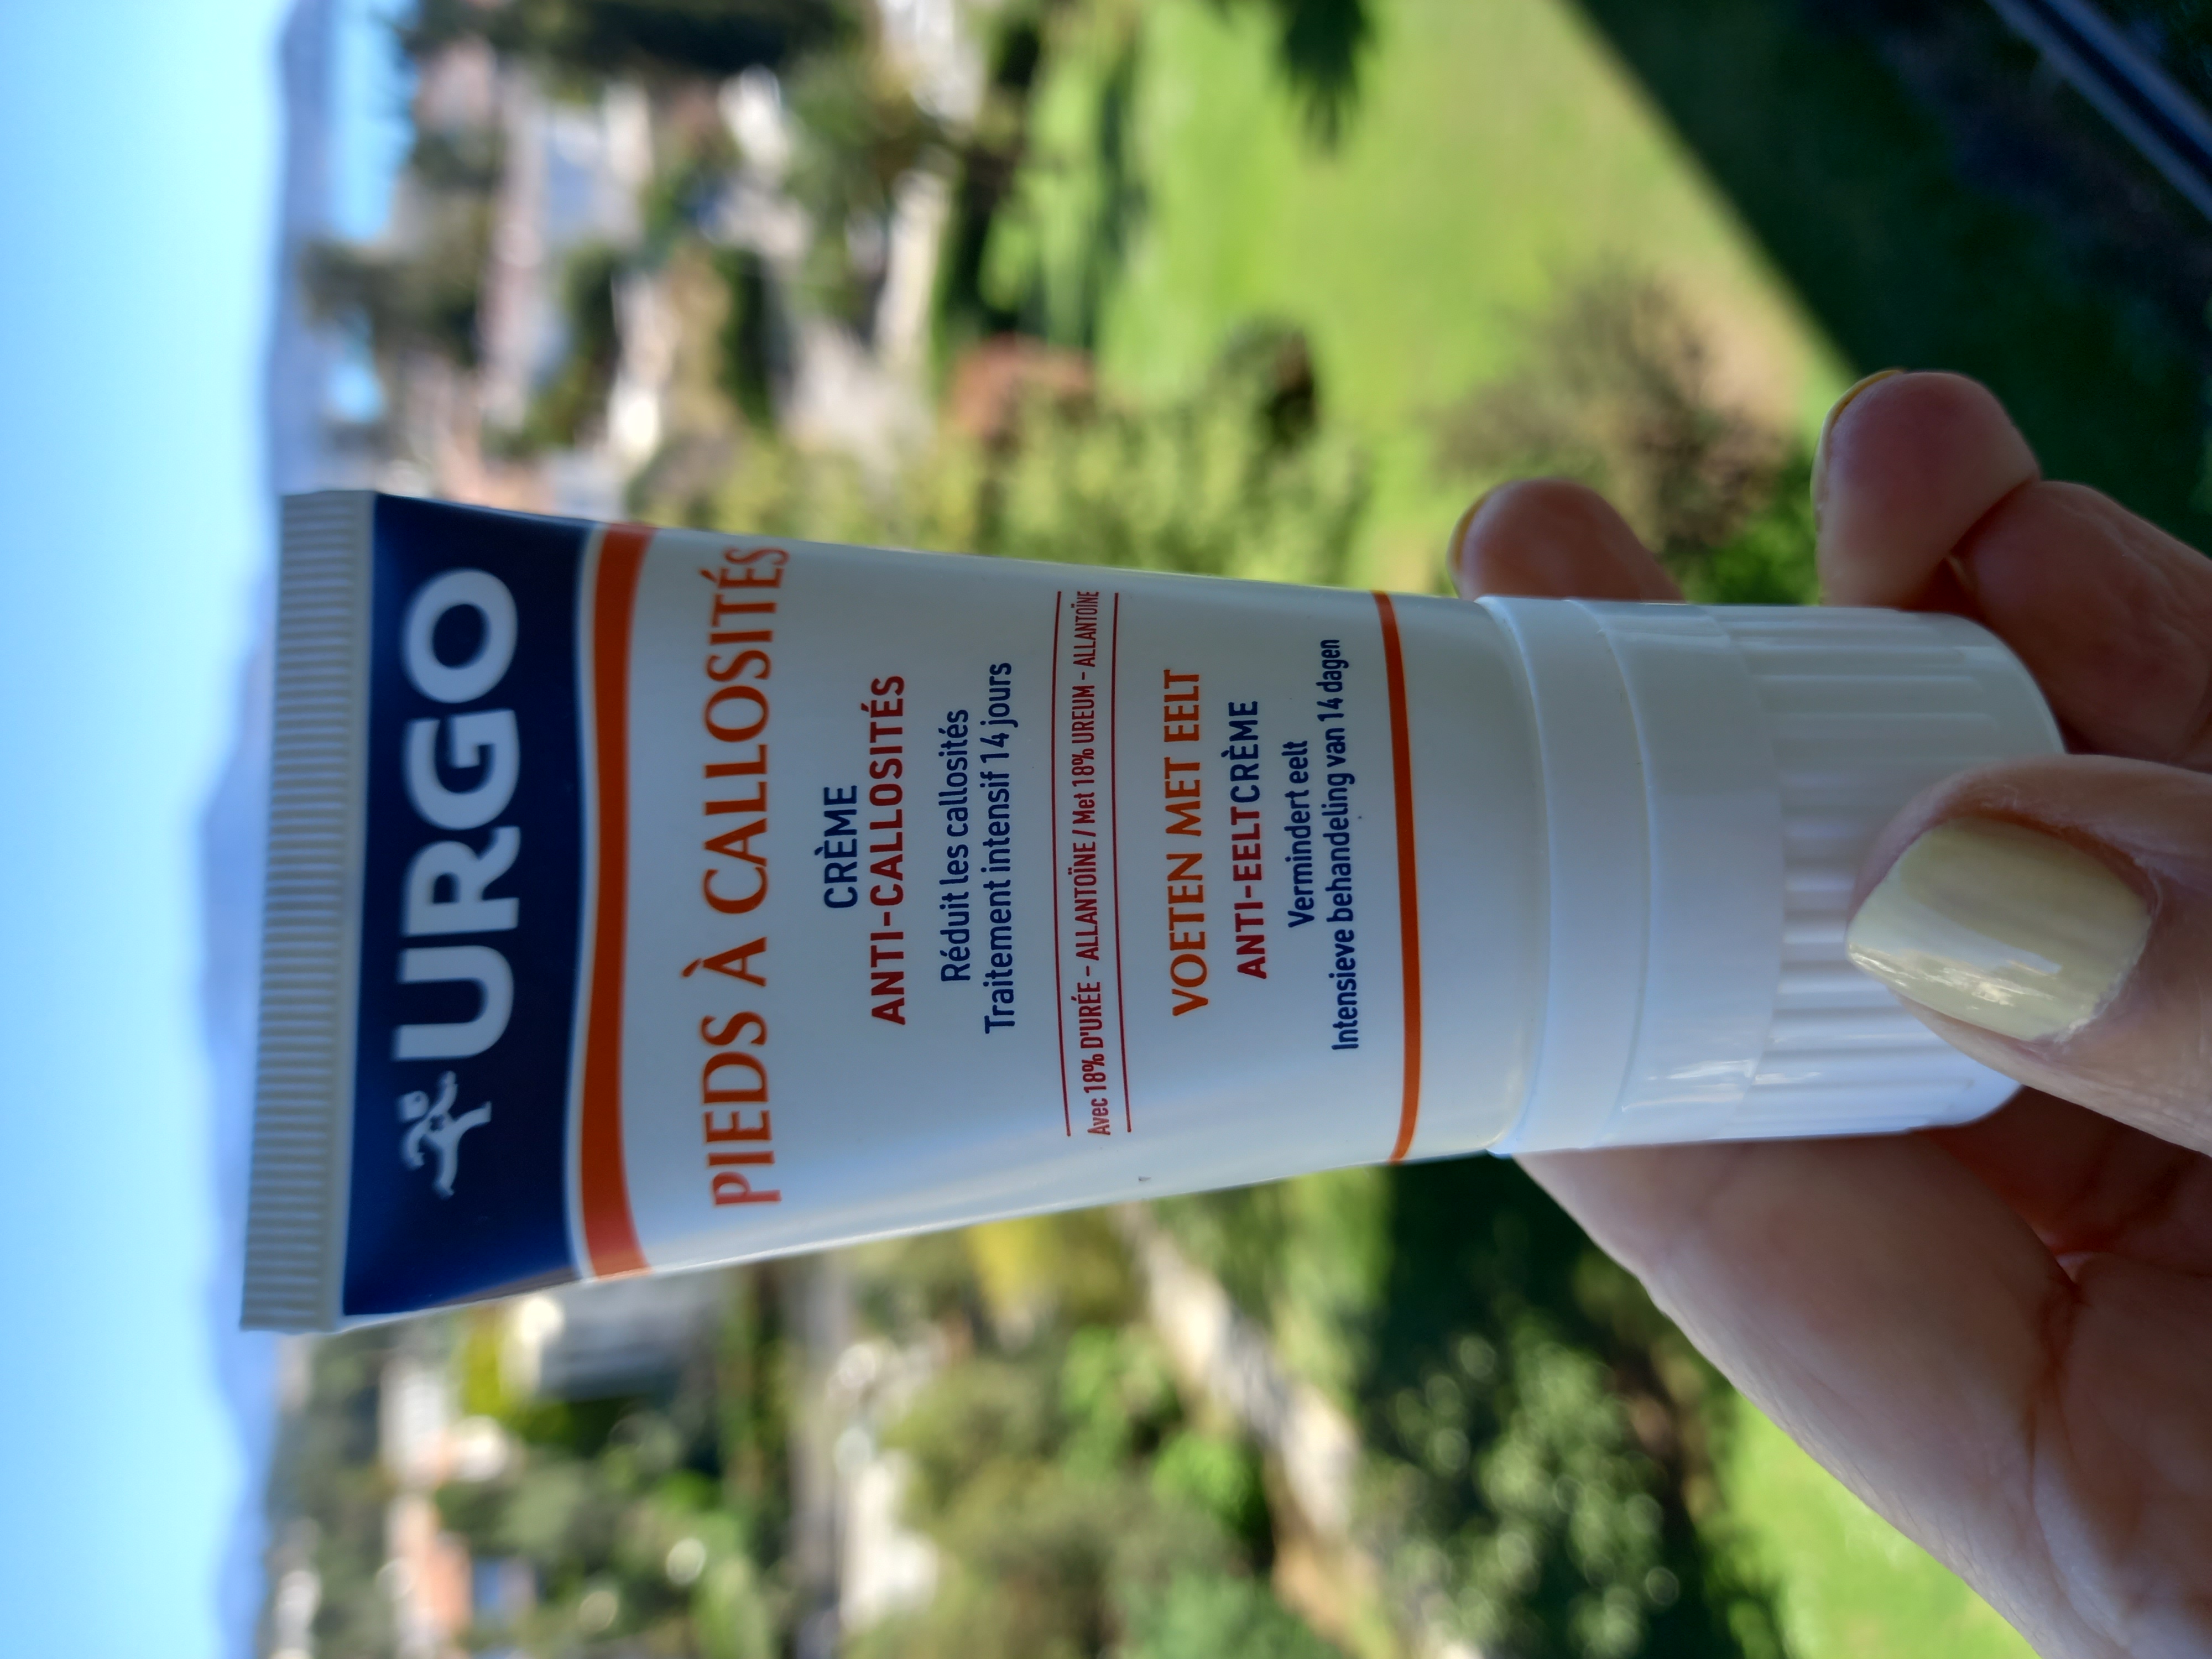 URGO
PIEDS À CALLOSITÉS
CRÈME
ANTI-CALLOSITÉS
Réduit les callosités
Traitement intensif 14 jours
Avec 18% D'URÉE - ALLANTOÏNE / Met 18% UREUM - ALLANTOÏNE
VOETEN MET EELT
ANTI-EELTCRÈME
Vermindert eelt
Intensieve behandeling van 14 dagen